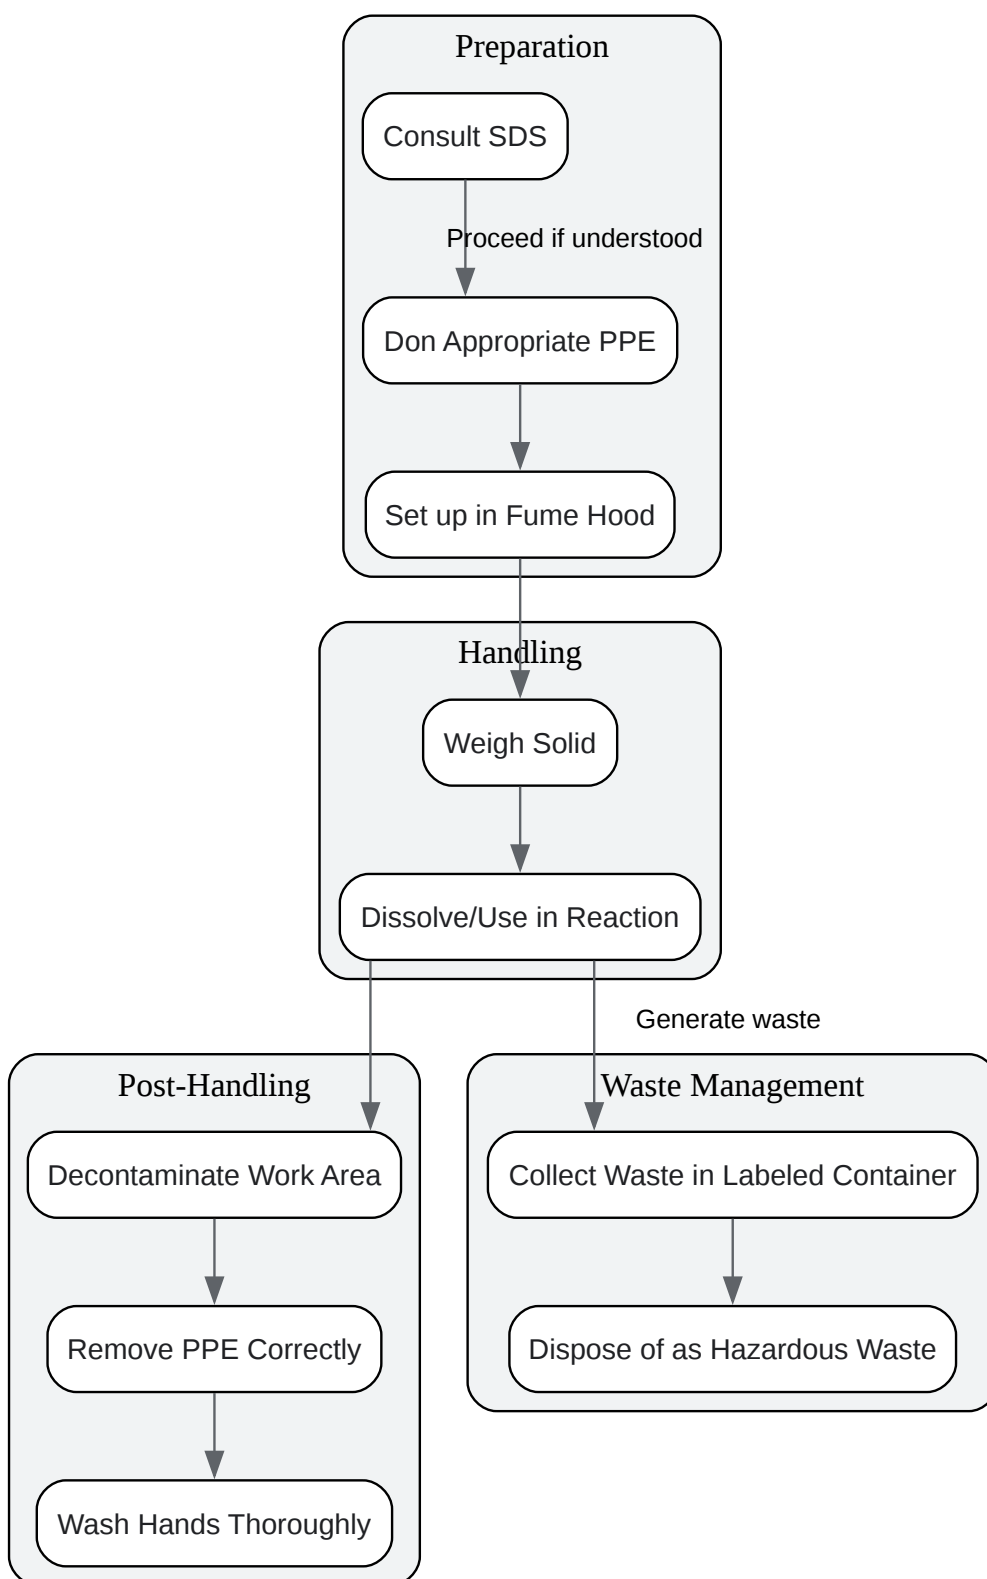 Preparation
Consult SDS
Proceed if understood
Don Appropriate PPE
Set up in Fume Hood
Handling
Weigh Solid
Dissolve/Use in Reaction
Generate waste
Post-Handling
Decontaminate Work Area
Remove PPE Correctly
Wash Hands Thoroughly
Waste Management
Collect Waste in Labeled Container
Dispose of as Hazardous Waste